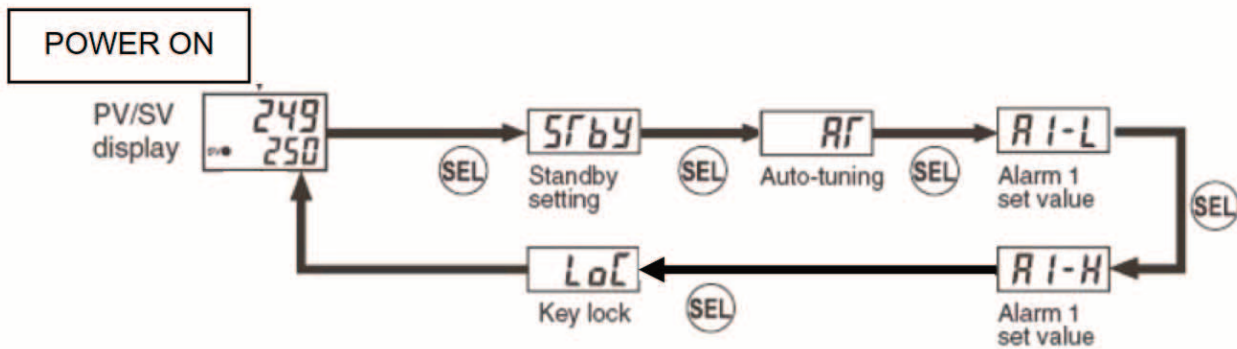 POWER ON
PV/SV
display
249
SV
250
SEL
STbY
Standby
setting
SEL
AT
Auto-tuning
SEL
A1-L
Alarm 1
set value
SEL
A1-H
Alarm 1
set value
SEL
LoC
Key lock